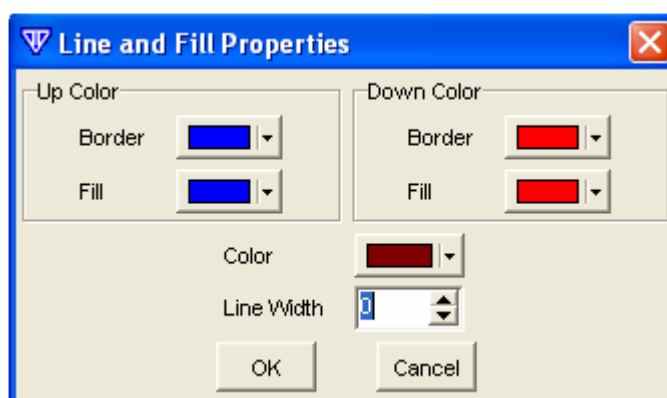 Line and Fill Properties
Up Color
Down Color
Border
Border
Fill
Fill
Color
Line Width 0
OK
Cancel